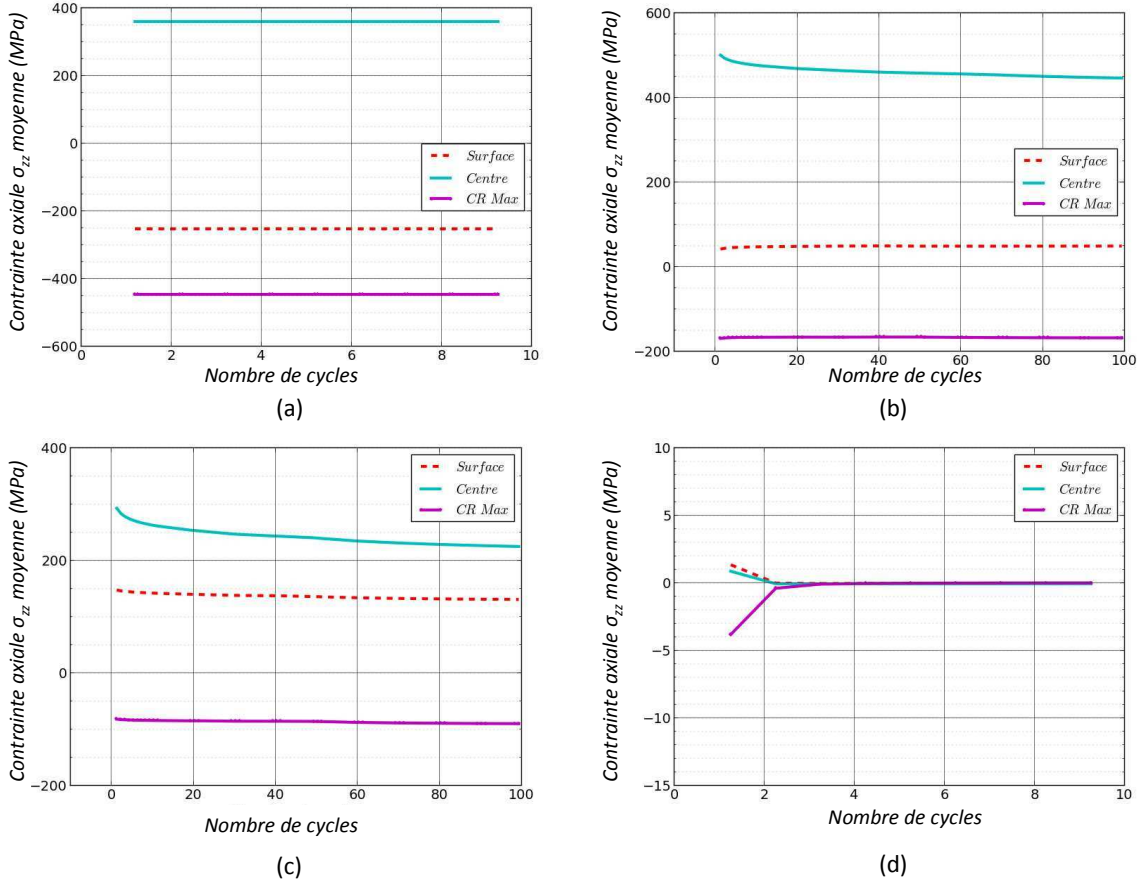 Contrainte axiale σzz moyenne (MPa)
400
200
0
−200
−400
−600
Surface
Centre
CR Max
0 2 4 6 8 10
Nombre de cycles
(a)
Contrainte axiale σzz moyenne (MPa)
600
400
200
0
−200
Surface
Centre
CR Max
0 20 40 60 80 100
Nombre de cycles
(b)
Contrainte axiale σzz moyenne (MPa)
400
200
0
−200
Surface
Centre
CR Max
0 20 40 60 80 100
Nombre de cycles
(c)
Contrainte axiale σzz moyenne (MPa)
10
5
0
−5
−10
−15
Surface
Centre
CR Max
0 2 4 6 8 10
Nombre de cycles
(d)